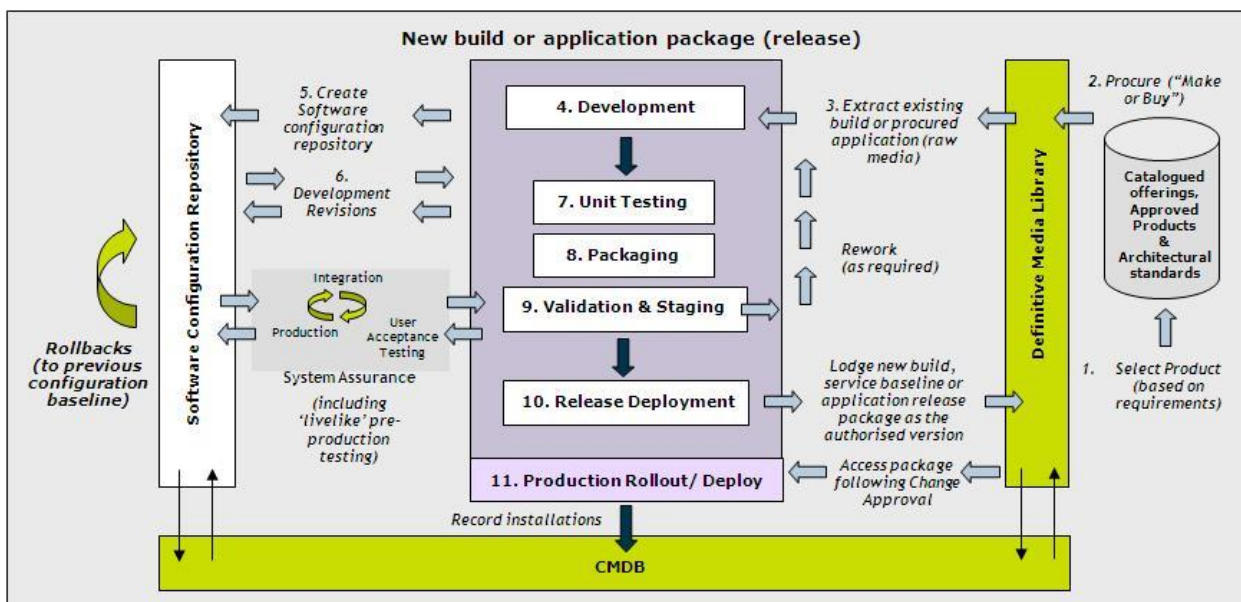 New build or application package (release)
Software Configuration Repository
Rollbacks
(to previous
configuration
baseline)
5. Create
Software
configuration
repository
6.
Development
Revisions
Integration
Production
User
Acceptance
Testing
System Assurance
(including
‘livelike’ pre-
production
testing)
4. Development
7. Unit Testing
8. Packaging
9. Validation & Staging
10. Release Deployment
11. Production Rollout/ Deploy
Record installations
3. Extract existing
build or procured
application (raw
media)
Rework
(as required)
Lodge new build,
service baseline or
application release
package as the
authorised version
Access package
following Change
Approval
Definitive Media Library
2. Procure (“Make
or Buy”)
Catalogued
offerings,
Approved
Products
&
Architectural
standards
1. Select Product
(based on
requirements)
CMDB